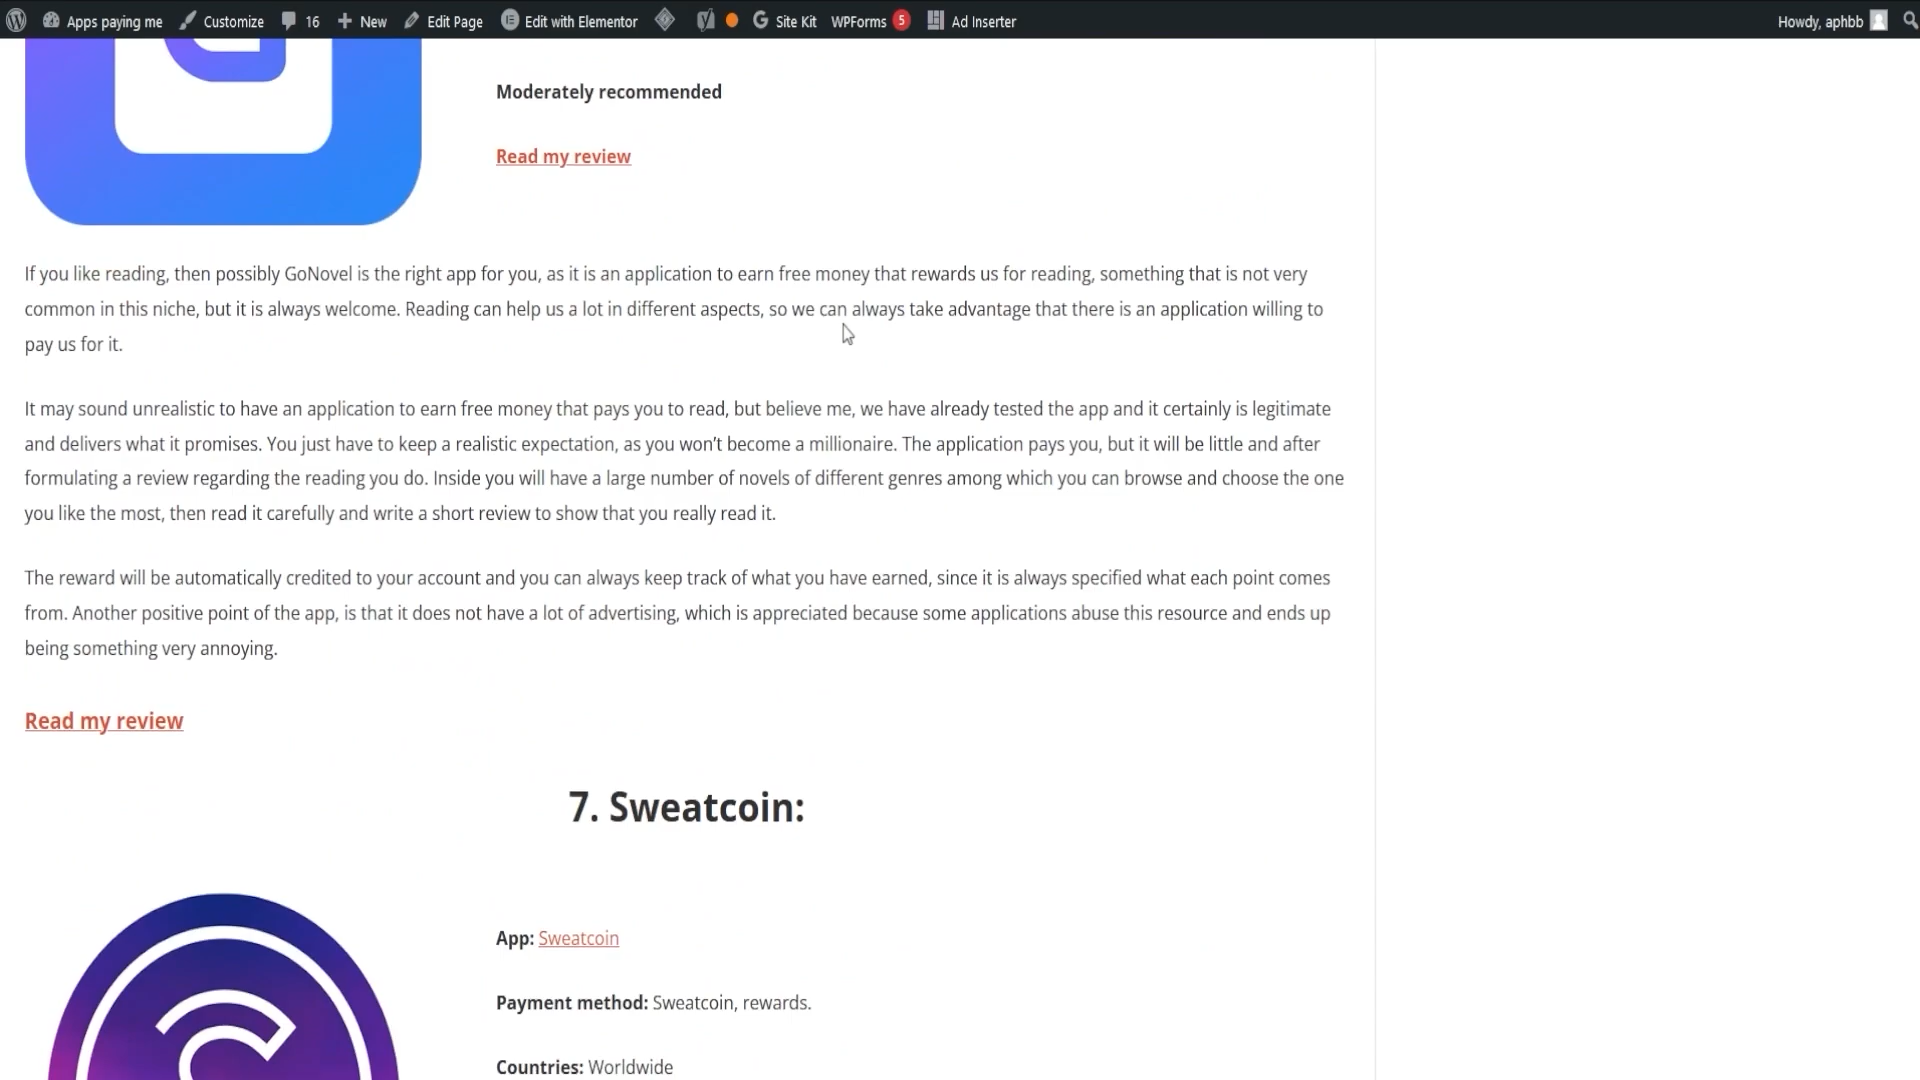 Apps paying me Customize 16 New Edit Page Edit with Elementor Site Kit WPForms 5 Ad Inserter Howdy, aphbb
Moderately recommended
Read my review
If you like reading, then possibly GoNovel is the right app for you, as it is an application to earn free money that rewards us for reading, something that is not very
common in this niche, but it is always welcome. Reading can help us a lot in different aspects, so we can always take advantage that there is an application willing to
pay us for it.
It may sound unrealistic to have an application to earn free money that pays you to read, but believe me, we have already tested the app and it certainly is legitimate
and delivers what it promises. You just have to keep a realistic expectation, as you won’t become a millionaire. The application pays you, but it will be little and after
formulating a review regarding the reading you do. Inside you will have a large number of novels of different genres among which you can browse and choose the one
you like the most, then read it carefully and write a short review to show that you really read it.
The reward will be automatically credited to your account and you can always keep track of what you have earned, since it is always specified what each point comes
from. Another positive point of the app, is that it does not have a lot of advertising, which is appreciated because some applications abuse this resource and ends up
being something very annoying.
Read my review
7. Sweatcoin:
App: Sweatcoin
Payment method: Sweatcoin, rewards.
Countries: Worldwide